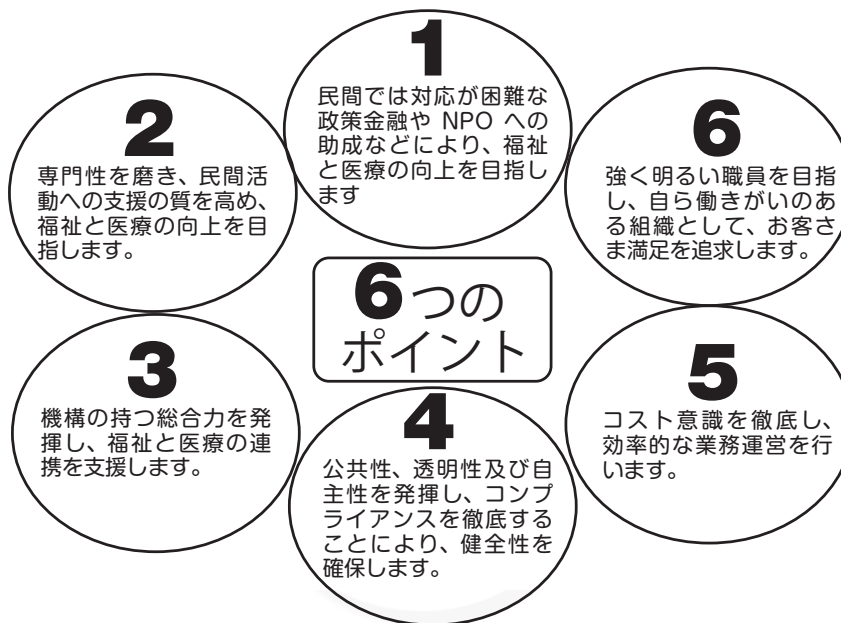 1
民間では対応が困難な
政策金融や NPO への
助成などにより、福祉
と医療の向上を目指し
ます
2
専門性を磨き、民間活
動への支援の質を高め、
福祉と医療の向上を目
指します。
3
機構の持つ総合力を発
揮し、福祉と医療の連
携を支援します。
6つの
ポイント
4
公共性、透明性及び自
主性を発揮し、コンプ
ライアンスを徹底する
ことにより、健全性を
確保します。
5
コスト意識を徹底し、
効率的な業務運営を行
います。
6
強く明るい職員を目指
し、自ら働きがいのあ
る組織として、お客さ
ま満足を追求します。